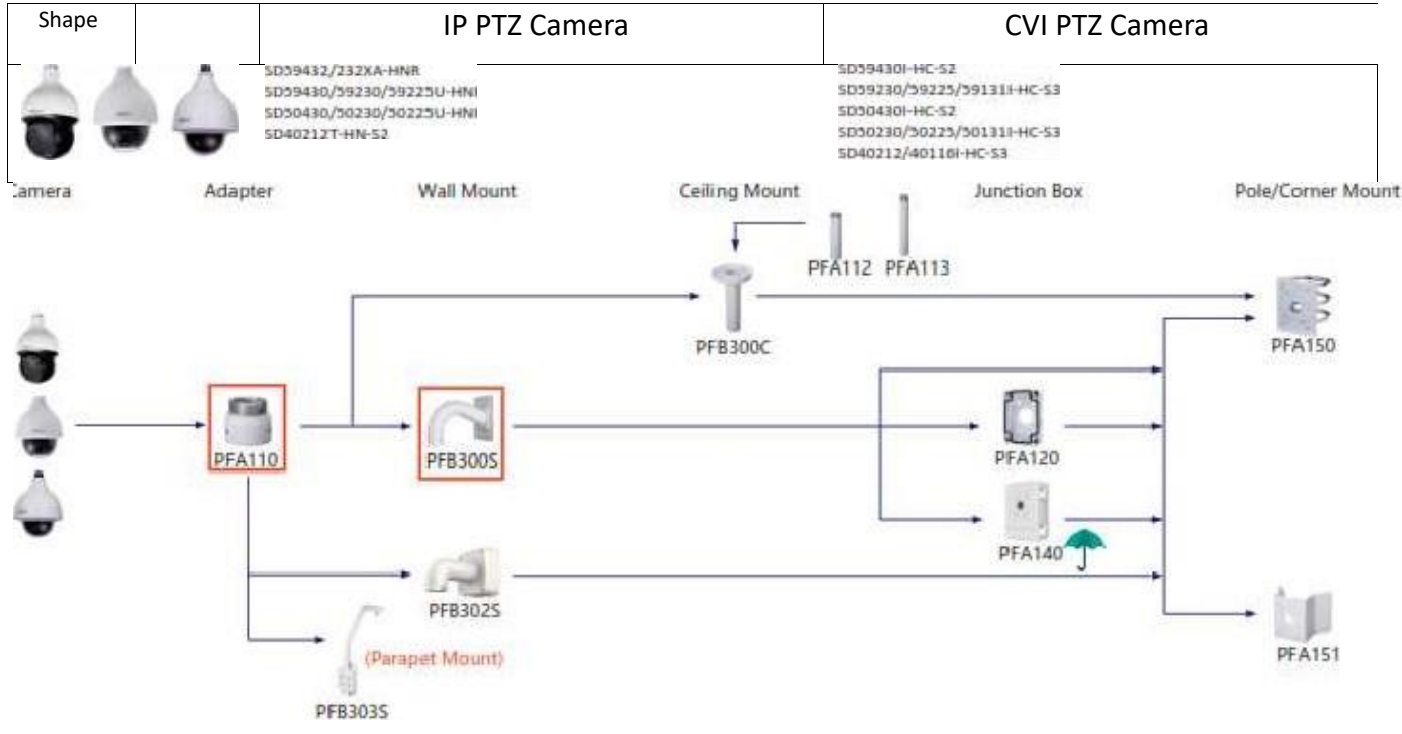 Shape
IP PTZ Camera
CVI PTZ Camera
SD59432/232XA-HNR
SD59430/59230/59225U-HNI
SD50430/50230/50225U-HNI
SD40212T-HN-S2
SD59430I-HC-S2
SD59230/59225/59131I-HC-S3
SD50430I-HC-S2
SD50230/50225/50131I-HC-S3
SD40212/40116I-HC-S3
Camera
Adapter
Wall Mount
Ceiling Mount
Junction Box
Pole/Corner Mount
PFA112
PFA113
PFB300C
PFA150
PFA110
PFB300S
PFA120
PFA140
PFB302S
(Parapet Mount)
PFB303S
PFA151